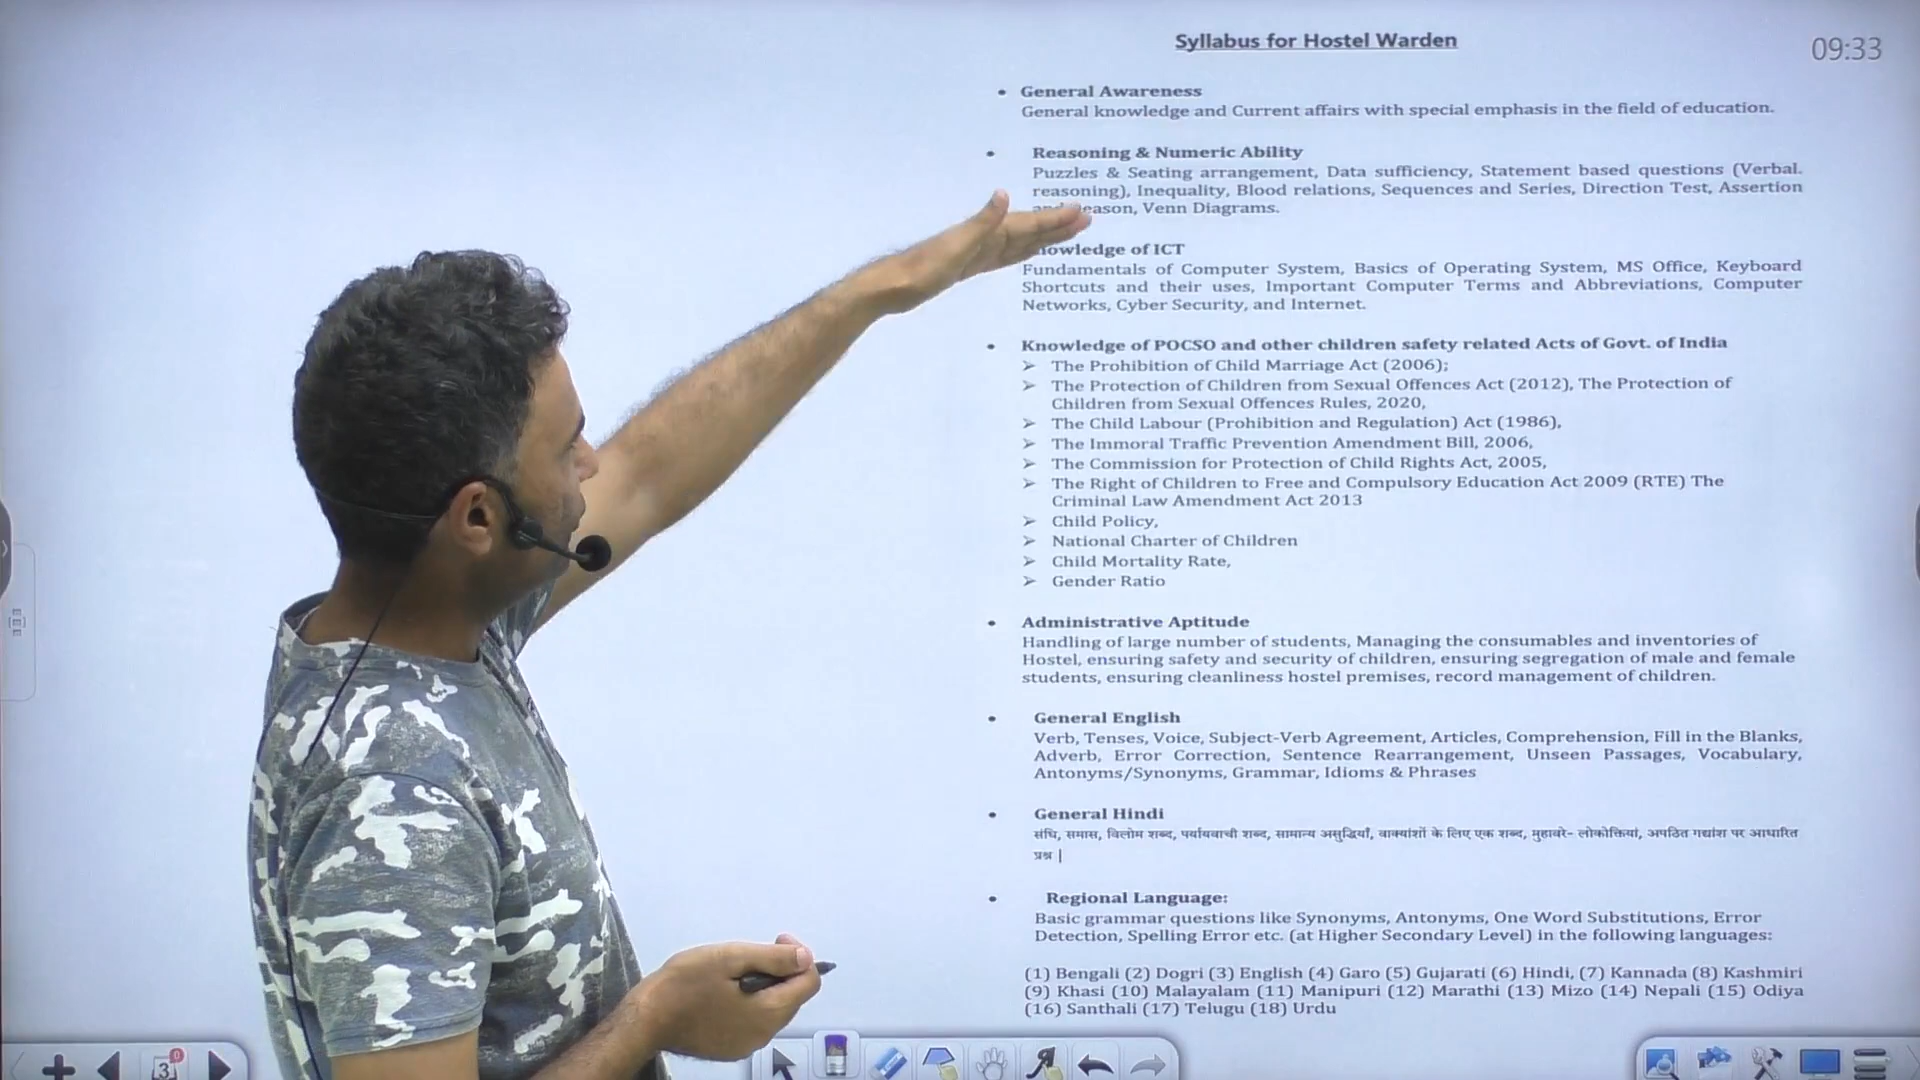 Syllabus for Hostel Warden
09:33
• General Awareness
General knowledge and Current affairs with special emphasis in the field of education.
• Reasoning & Numeric Ability
Puzzles & Seating arrangement, Data sufficiency, Statement based questions (Verbal.
reasoning), Inequality, Blood relations, Sequences and Series, Direction Test, Assertion
and Reason, Venn Diagrams.
Knowledge of ICT
Fundamentals of Computer System, Basics of Operating System, MS Office, Keyboard
Shortcuts and their uses, Important Computer Terms and Abbreviations, Computer
Networks, Cyber Security, and Internet.
• Knowledge of POCSO and other children safety related Acts of Govt. of India
➢ The Prohibition of Child Marriage Act (2006);
➢ The Protection of Children from Sexual Offences Act (2012), The Protection of
Children from Sexual Offences Rules, 2020,
➢ The Child Labour (Prohibition and Regulation) Act (1986),
➢ The Immoral Traffic Prevention Amendment Bill, 2006,
➢ The Commission for Protection of Child Rights Act, 2005,
➢ The Right of Children to Free and Compulsory Education Act 2009 (RTE) The
Criminal Law Amendment Act 2013
➢ Child Policy,
➢ National Charter of Children
➢ Child Mortality Rate,
➢ Gender Ratio
• Administrative Aptitude
Handling of large number of students, Managing the consumables and inventories of
Hostel, ensuring safety and security of children, ensuring segregation of male and female
students, ensuring cleanliness hostel premises, record management of children.
• General English
Verb, Tenses, Voice, Subject-Verb Agreement, Articles, Comprehension, Fill in the Blanks,
Adverb, Error Correction, Sentence Rearrangement, Unseen Passages, Vocabulary,
Antonyms/Synonyms, Grammar, Idioms & Phrases
• General Hindi
संधि, समास, विलोम शब्द, पर्यायवाची शब्द, सामान्य अशुद्धियाँ, वाक्यांशों के लिए एक शब्द, मुहावरे- लोकोक्तियां, अपठित गद्यांश पर आधारित
प्रश्न |
• Regional Language:
Basic grammar questions like Synonyms, Antonyms, One Word Substitutions, Error
Detection, Spelling Error etc. (at Higher Secondary Level) in the following languages:
(1) Bengali (2) Dogri (3) English (4) Garo (5) Gujarati (6) Hindi, (7) Kannada (8) Kashmiri
(9) Khasi (10) Malayalam (11) Manipuri (12) Marathi (13) Mizo (14) Nepali (15) Odiya
(16) Santhali (17) Telugu (18) Urdu
3
0